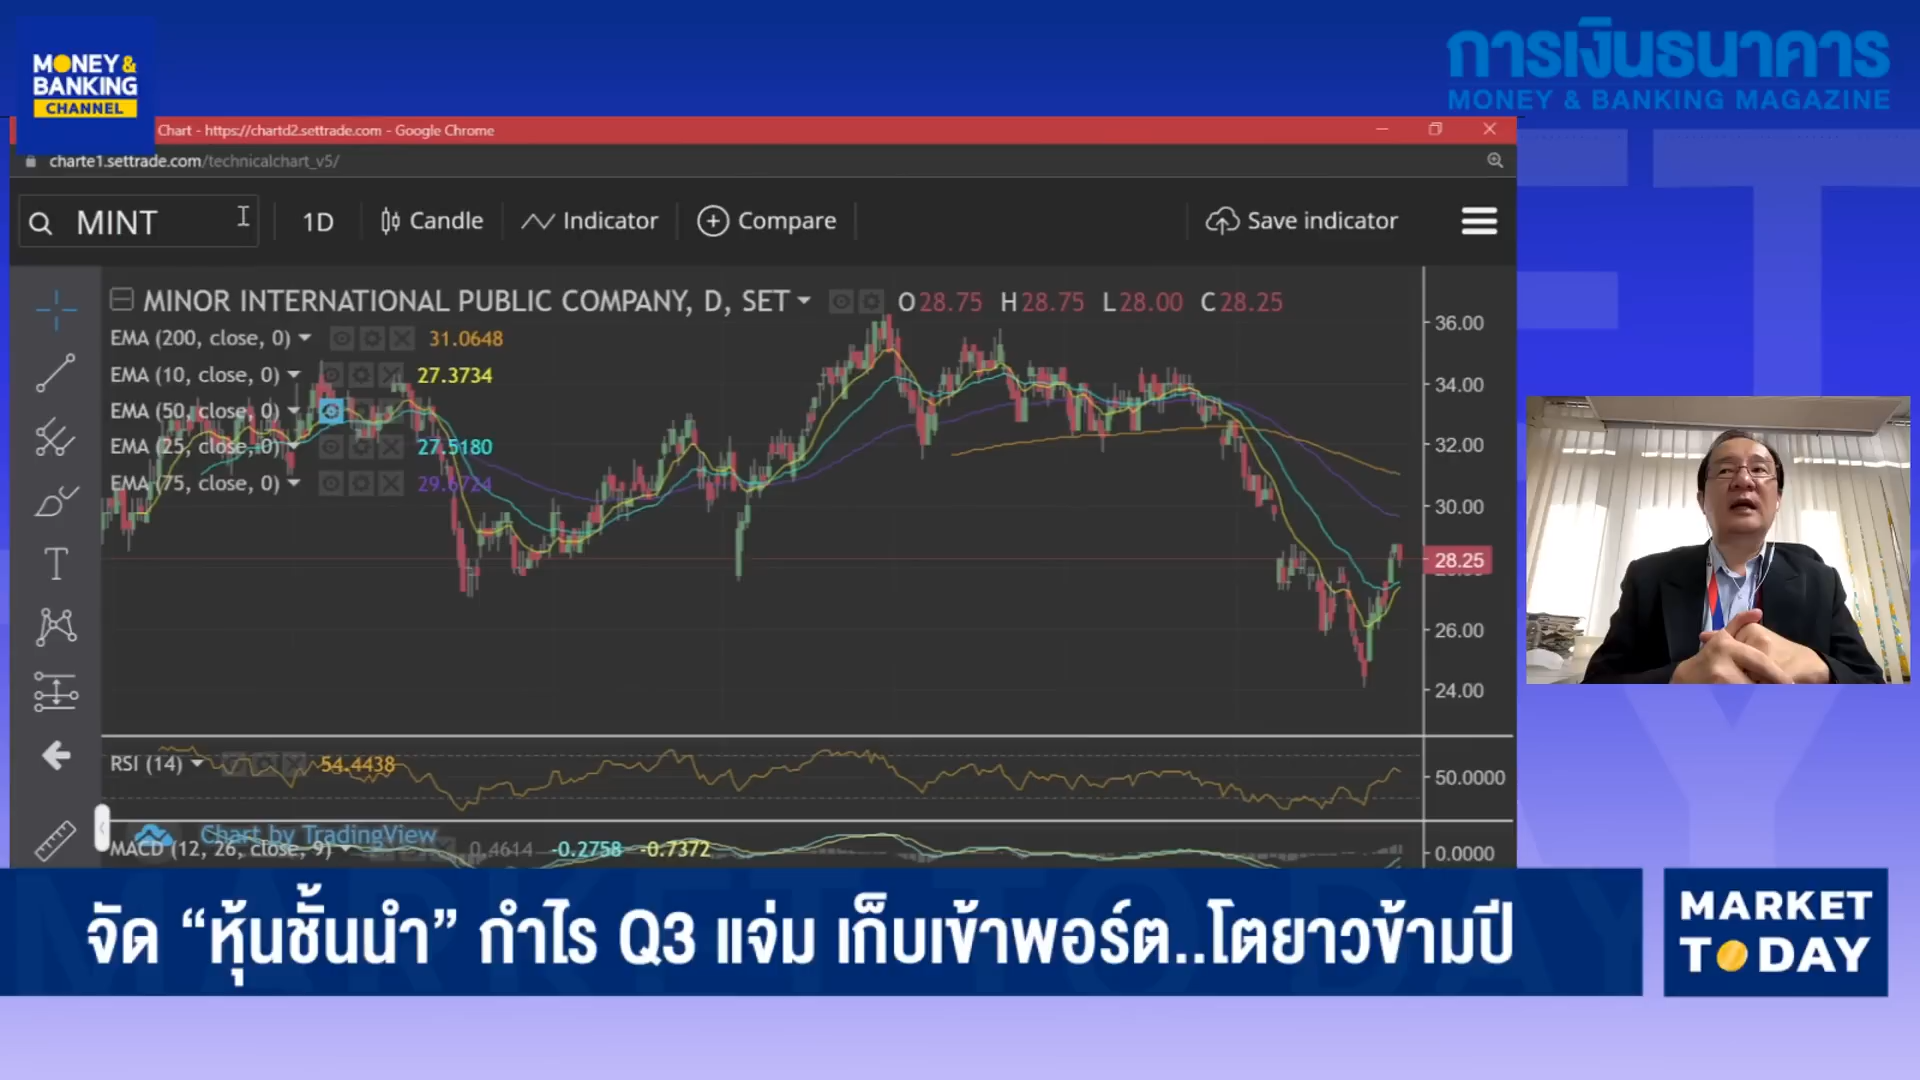 MONEY &
BANKING
CHANNEL
การเงินธนาคาร
MONEY & BANKING MAGAZINE
Chart - https://chartd2.settrade.com - Google Chrome
charte1.settrade.com/technicalchart_v5/
MINT
1D
Candle
Indicator
Compare
Save indicator
MINOR INTERNATIONAL PUBLIC COMPANY, D, SET O28.75 H28.75 L28.00 C28.25
EMA (200, close, 0) 31.0648
EMA (10, close, 0) 27.3734
EMA (50, close, 0)
EMA (25, close, 0) 27.5180
EMA (75, close, 0) 29.6724
36.00
34.00
32.00
30.00
28.25
26.00
24.00
RSI (14) 54.4438
50.0000
Chart by TradingView
MACD (12, 26, close, 9) 0.4614 -0.2758 -0.7372
0.0000
จัด “หุ้นชั้นนำ” กำไร Q3 แจ่ม เก็บเข้าพอร์ต..โตยาวข้ามปี
MARKET
TODAY